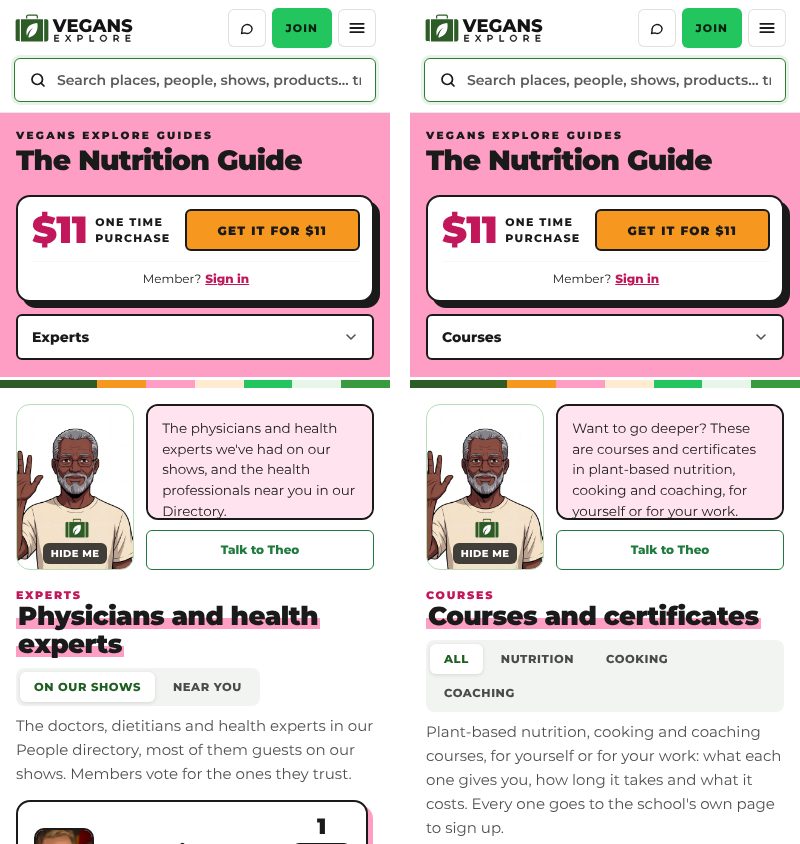 VEGANS
EXPLORE
JOIN
Search places, people, shows, products...
VEGANS EXPLORE GUIDES
The Nutrition Guide
$11 ONE TIME PURCHASE
GET IT FOR $11
Member? Sign in
Experts
The physicians and health
experts we've had on our
shows, and the health
professionals near you in our
Directory.
HIDE ME
Talk to Theo
EXPERTS
Physicians and health
experts
ON OUR SHOWS NEAR YOU
The doctors, dietitians and health experts in our
People directory, most of them guests on our
shows. Members vote for the ones they trust.
1
VEGANS
EXPLORE
JOIN
Search places, people, shows, products...
VEGANS EXPLORE GUIDES
The Nutrition Guide
$11 ONE TIME PURCHASE
GET IT FOR $11
Member? Sign in
Courses
Want to go deeper? These
are courses and certificates
in plant-based nutrition,
cooking and coaching, for
yourself or for your work.
HIDE ME
Talk to Theo
COURSES
Courses and certificates
ALL NUTRITION COOKING
COACHING
Plant-based nutrition, cooking and coaching
courses, for yourself or for your work: what each
one gives you, how long it takes and what it
costs. Every one goes to the school's own page
to sign up.